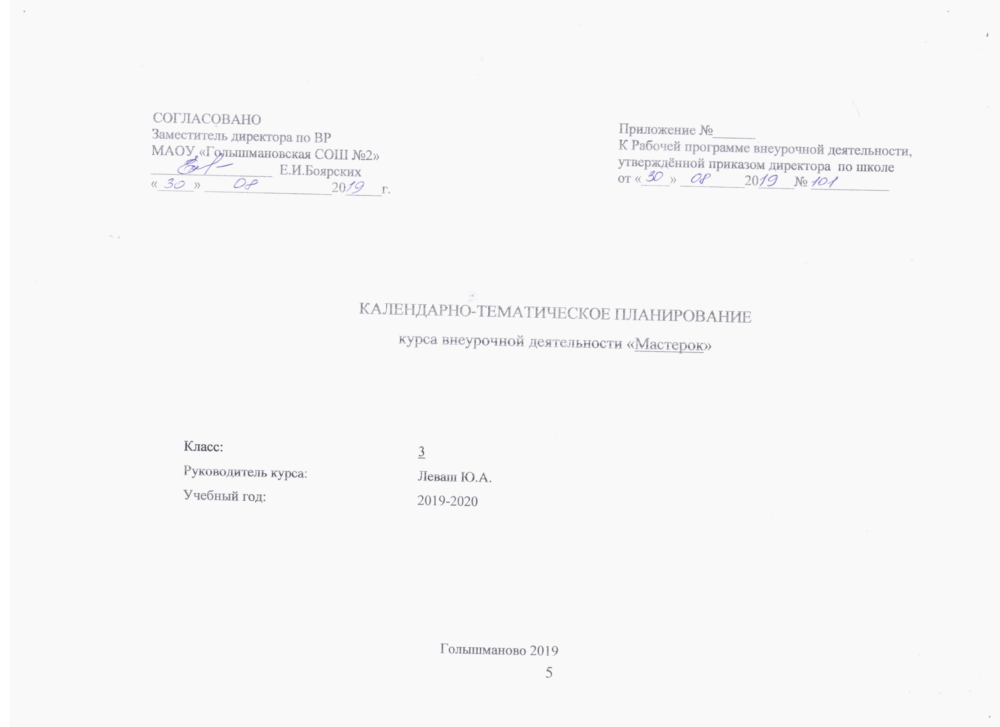 СОГЛАСОВАНО
Заместитель директора по ВР
МАОУ «Голышмановская СОШ №2»
____________ Е.И.Боярских
«30» 08 2019 г.
Приложение №______
К Рабочей программе внеурочной деятельности,
утверждённой приказом директора по школе
от «30» 08 2019 № 101
КАЛЕНДАРНО-ТЕМАТИЧЕСКОЕ ПЛАНИРОВАНИЕ
курса внеурочной деятельности «Мастерок»
Класс: 3
Руководитель курса: Леваш Ю.А.
Учебный год: 2019-2020
Голышманово 2019
5